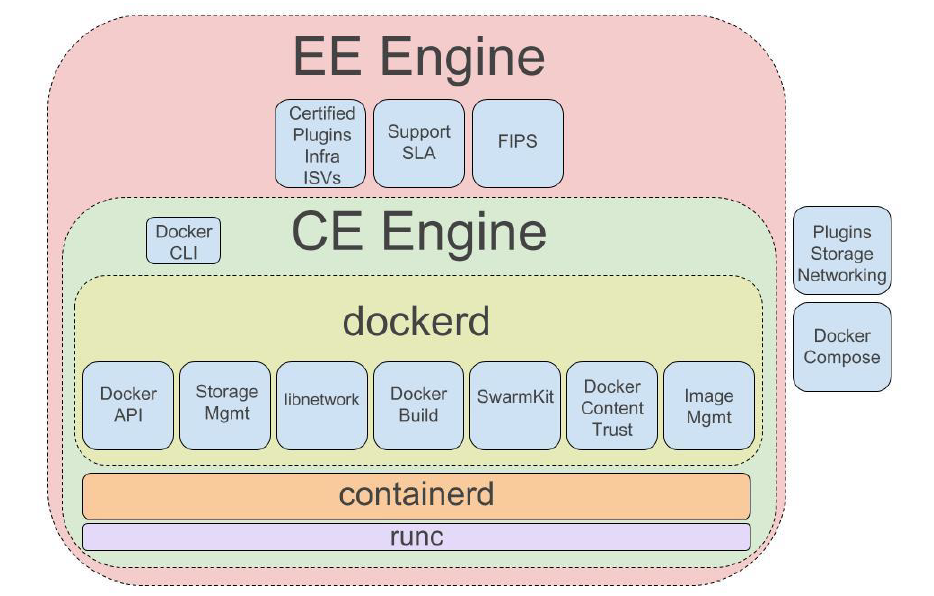 EE Engine
Certified
Plugins
Infra
ISVs
Support
SLA
FIPS
CE Engine
Docker
CLI
Plugins
Storage
Networking
dockerd
Docker
Compose
Docker
API
Storage
Mgmt
libnetwork
Docker
Build
SwarmKit
Docker
Content
Trust
Image
Mgmt
containerd
runc